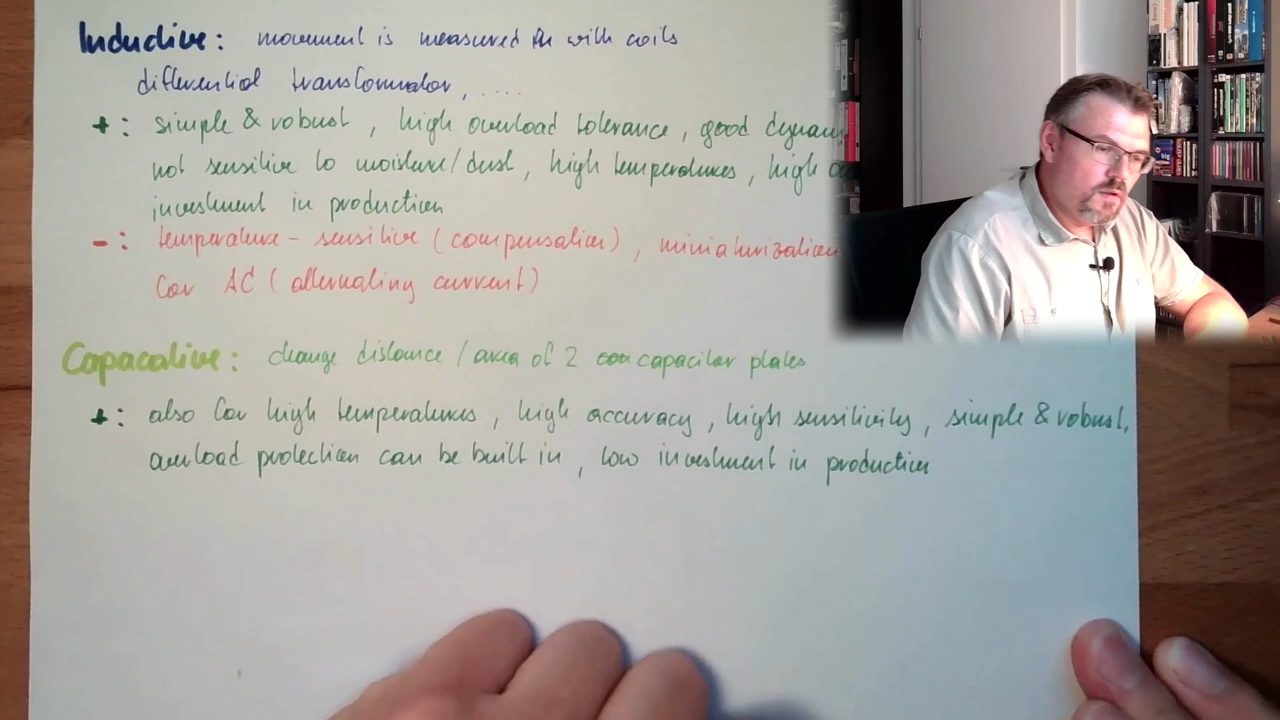 Inductive: movement is measured with coils
differential transformator, ....
+: simple & robust, high overload tolerance, good dynam
not sensitive to moisture/dust, high temperatures, high
investment in production
-: temperature-sensitive (compensation), miniaturization
for AC (alternating current)
Capacative: change distance / area of 2 capacitor plates
+: also for high temperatures, high accuracy, high sensitivity, simple & robust,
overload protection can be built in, low investment in production